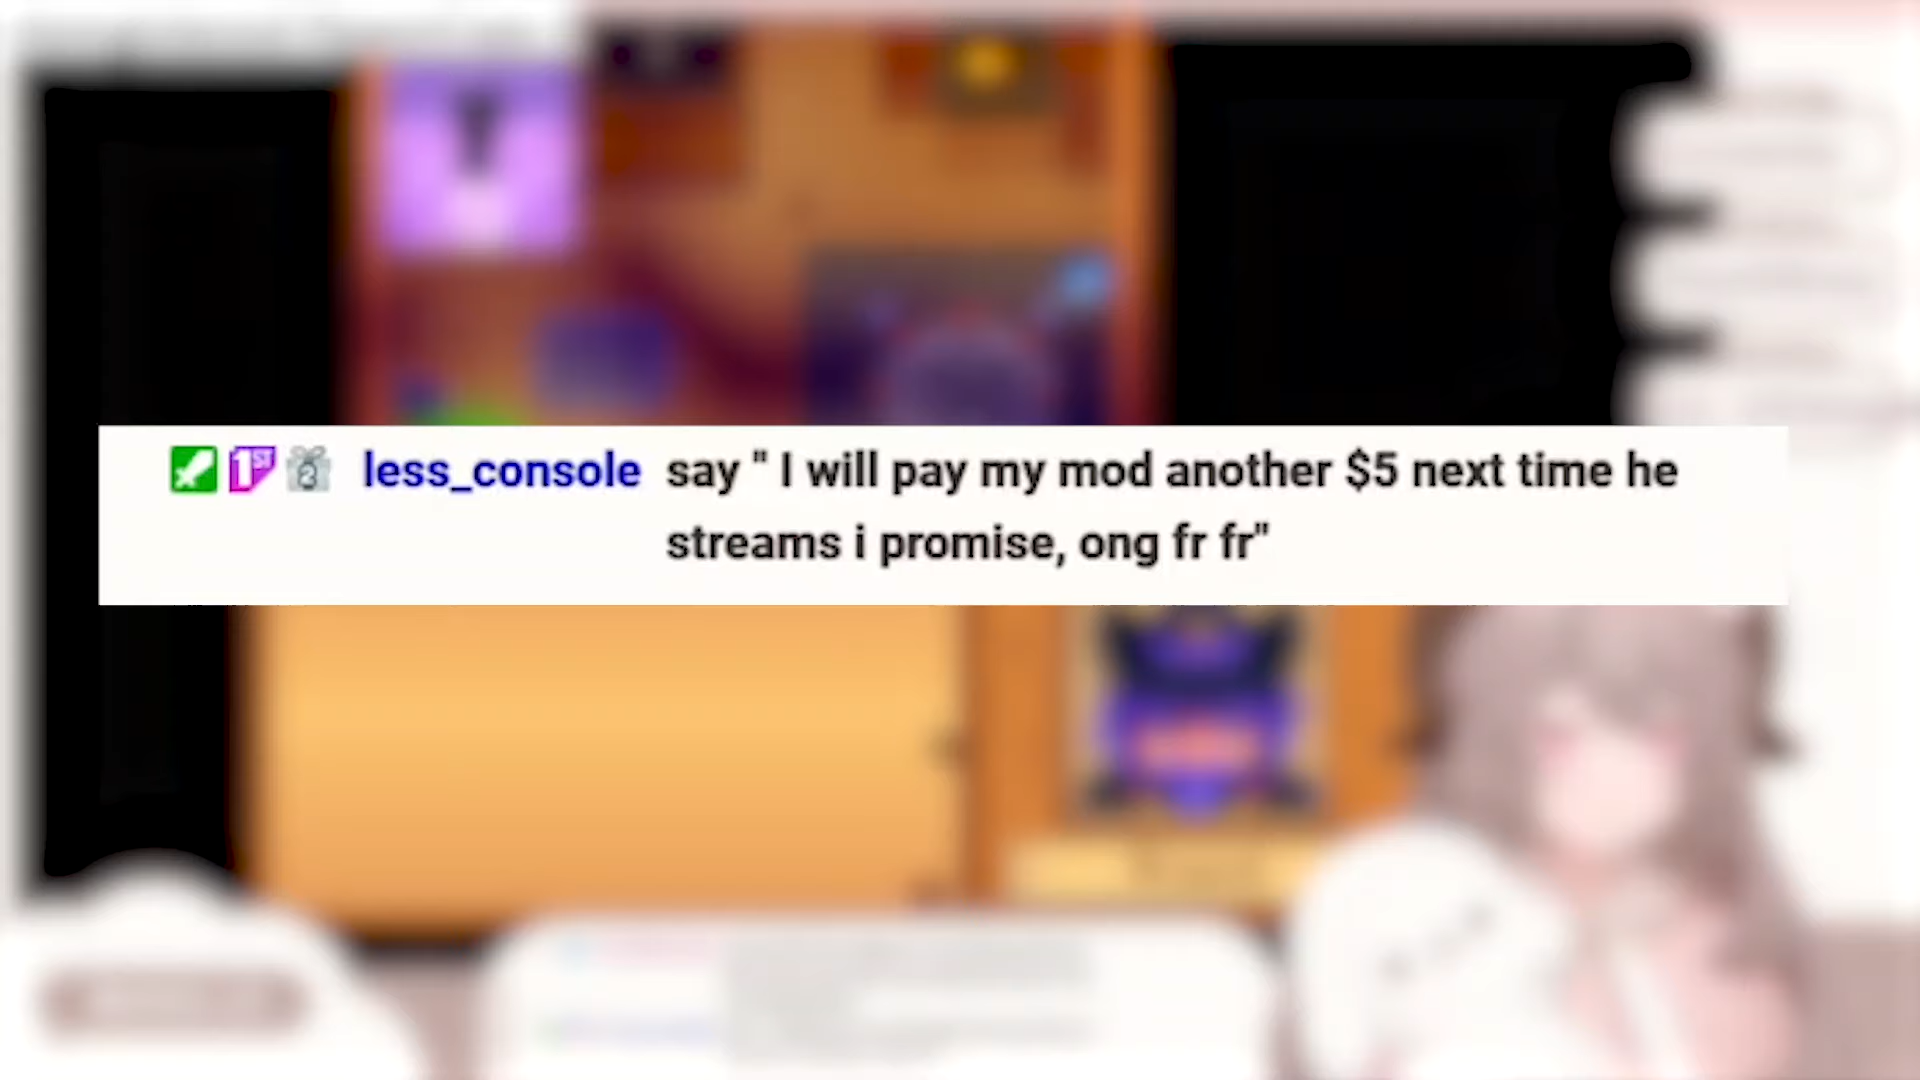 less_console say " I will pay my mod another $5 next time he
streams i promise, ong fr fr"